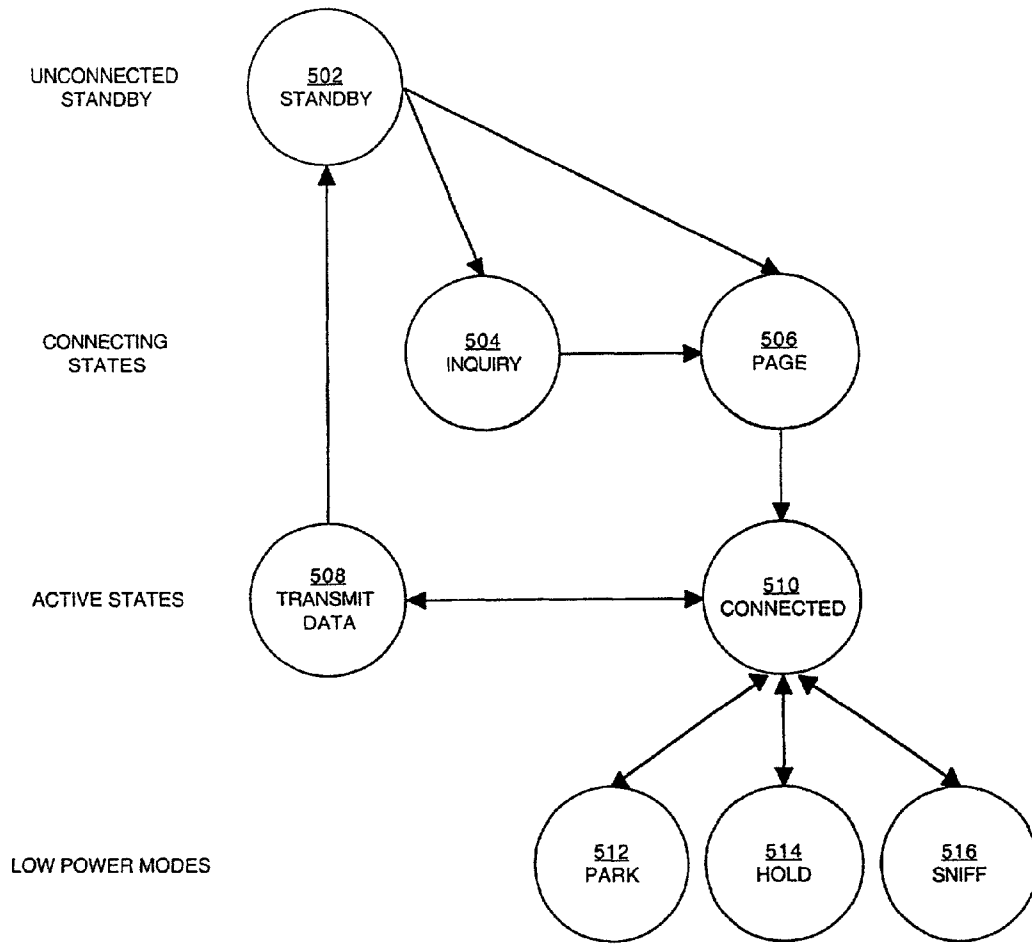 UNCONNECTED
STANDBY
502
STANDBY
CONNECTING
STATES
504
INQUIRY
506
PAGE
ACTIVE STATES
508
TRANSMIT
DATA
510
CONNECTED
LOW POWER MODES
512
PARK
514
HOLD
516
SNIFF